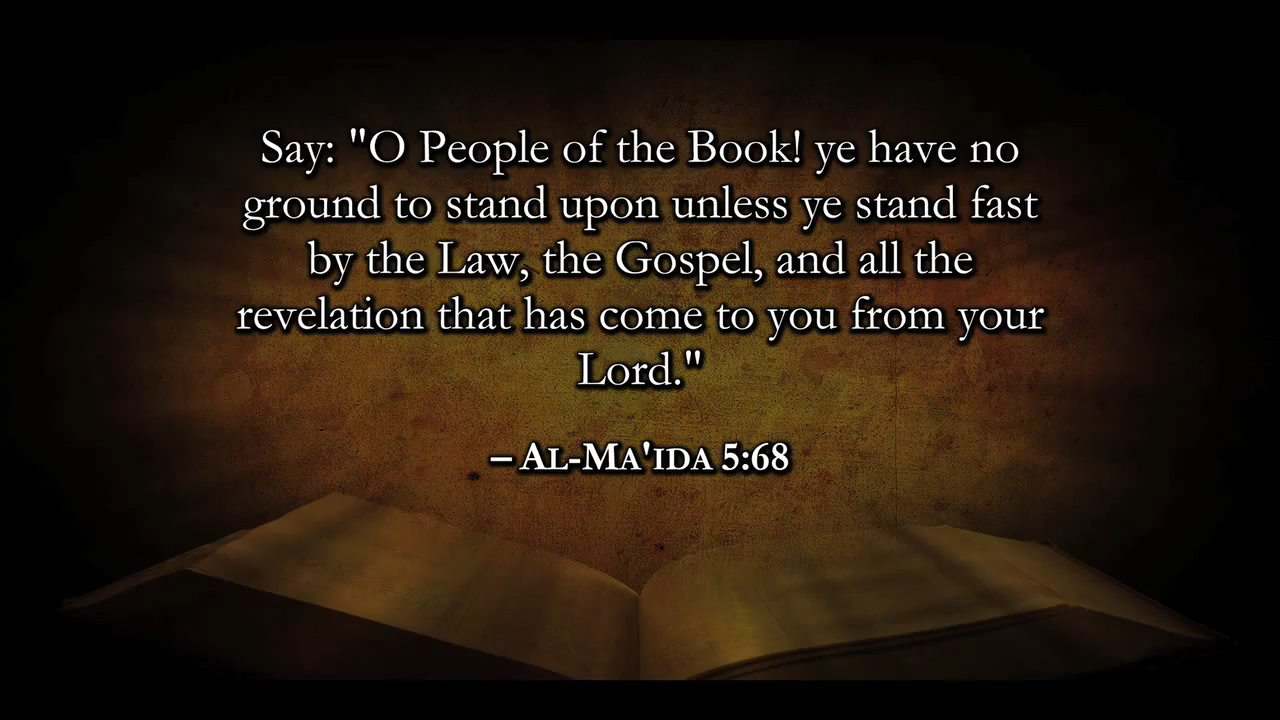 Say: "O People of the Book! ye have no
ground to stand upon unless ye stand fast
by the Law, the Gospel, and all the
revelation that has come to you from your
Lord."
– AL-MA'IDA 5:68